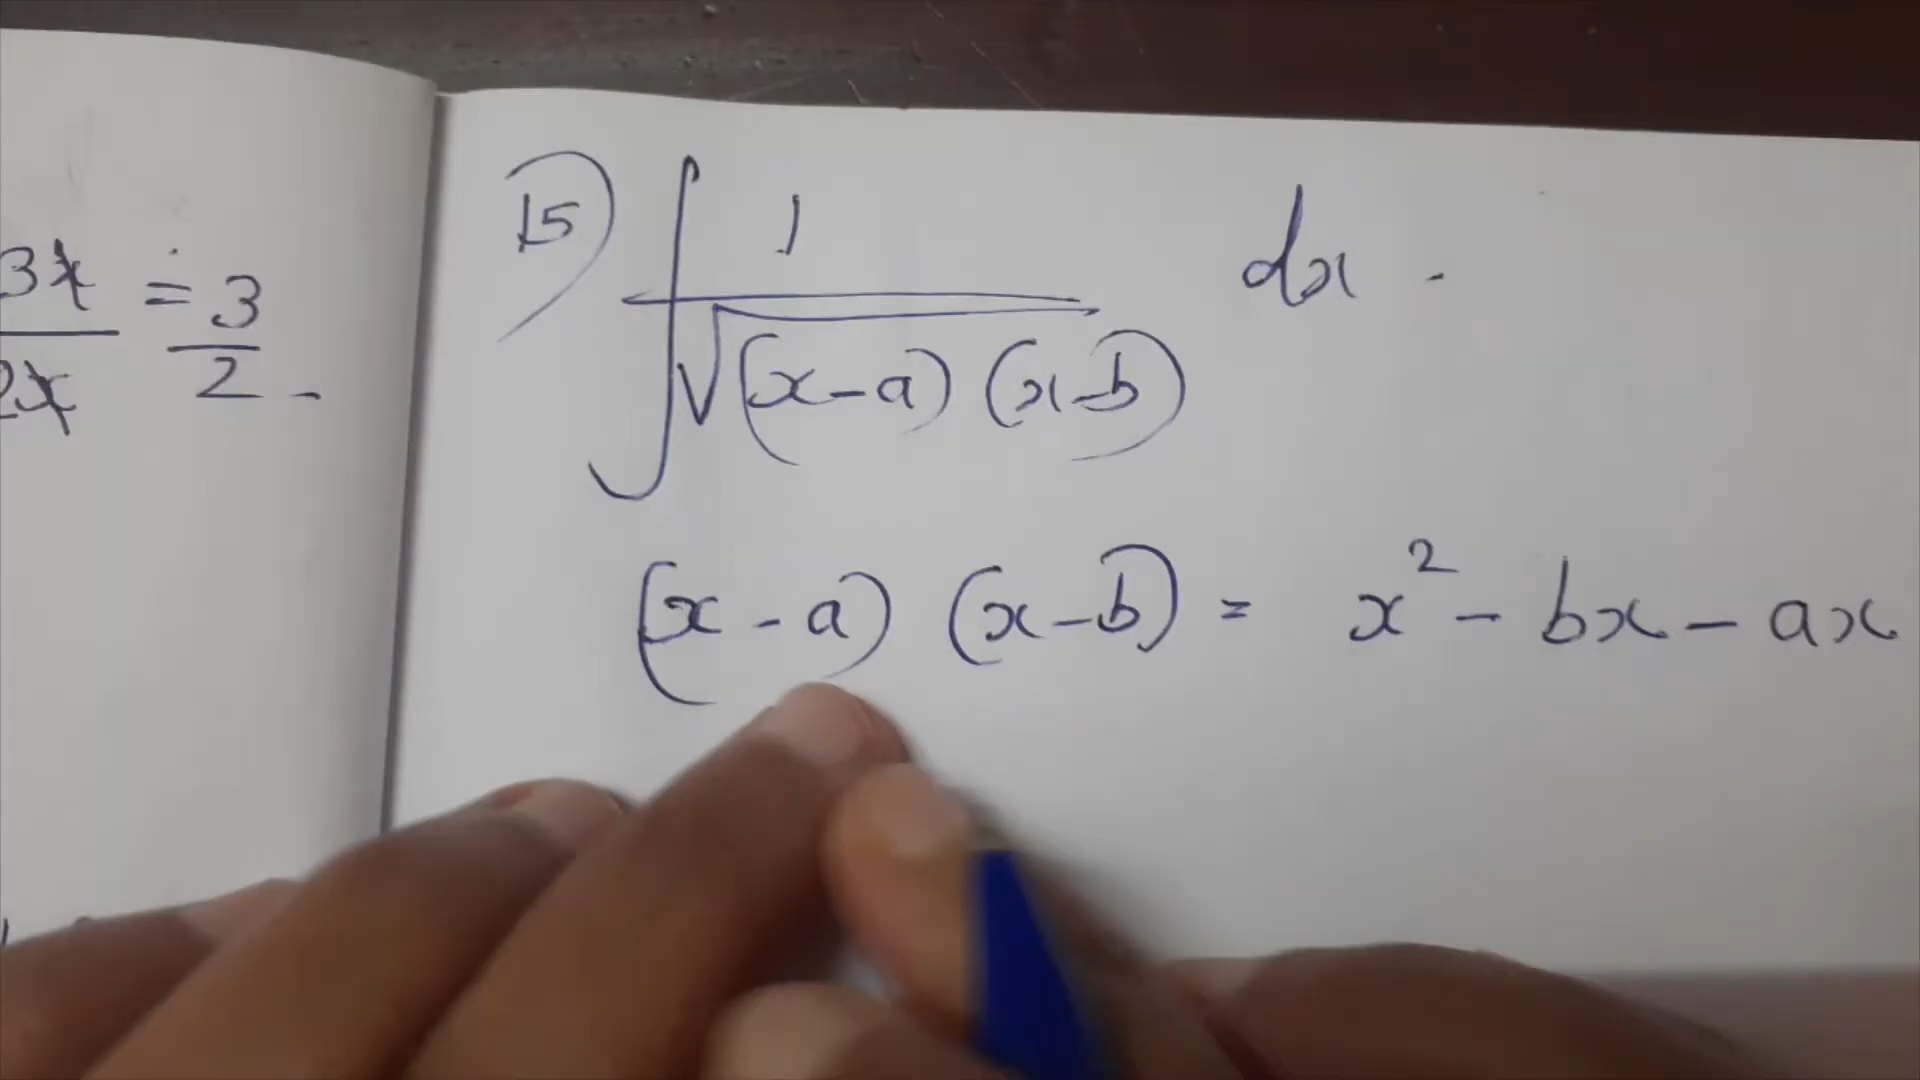 3x/2x = 3/2 .
15) ∫ 1/√(x-a)(x-b) dx .
(x-a)(x-b) = x² - bx - ax